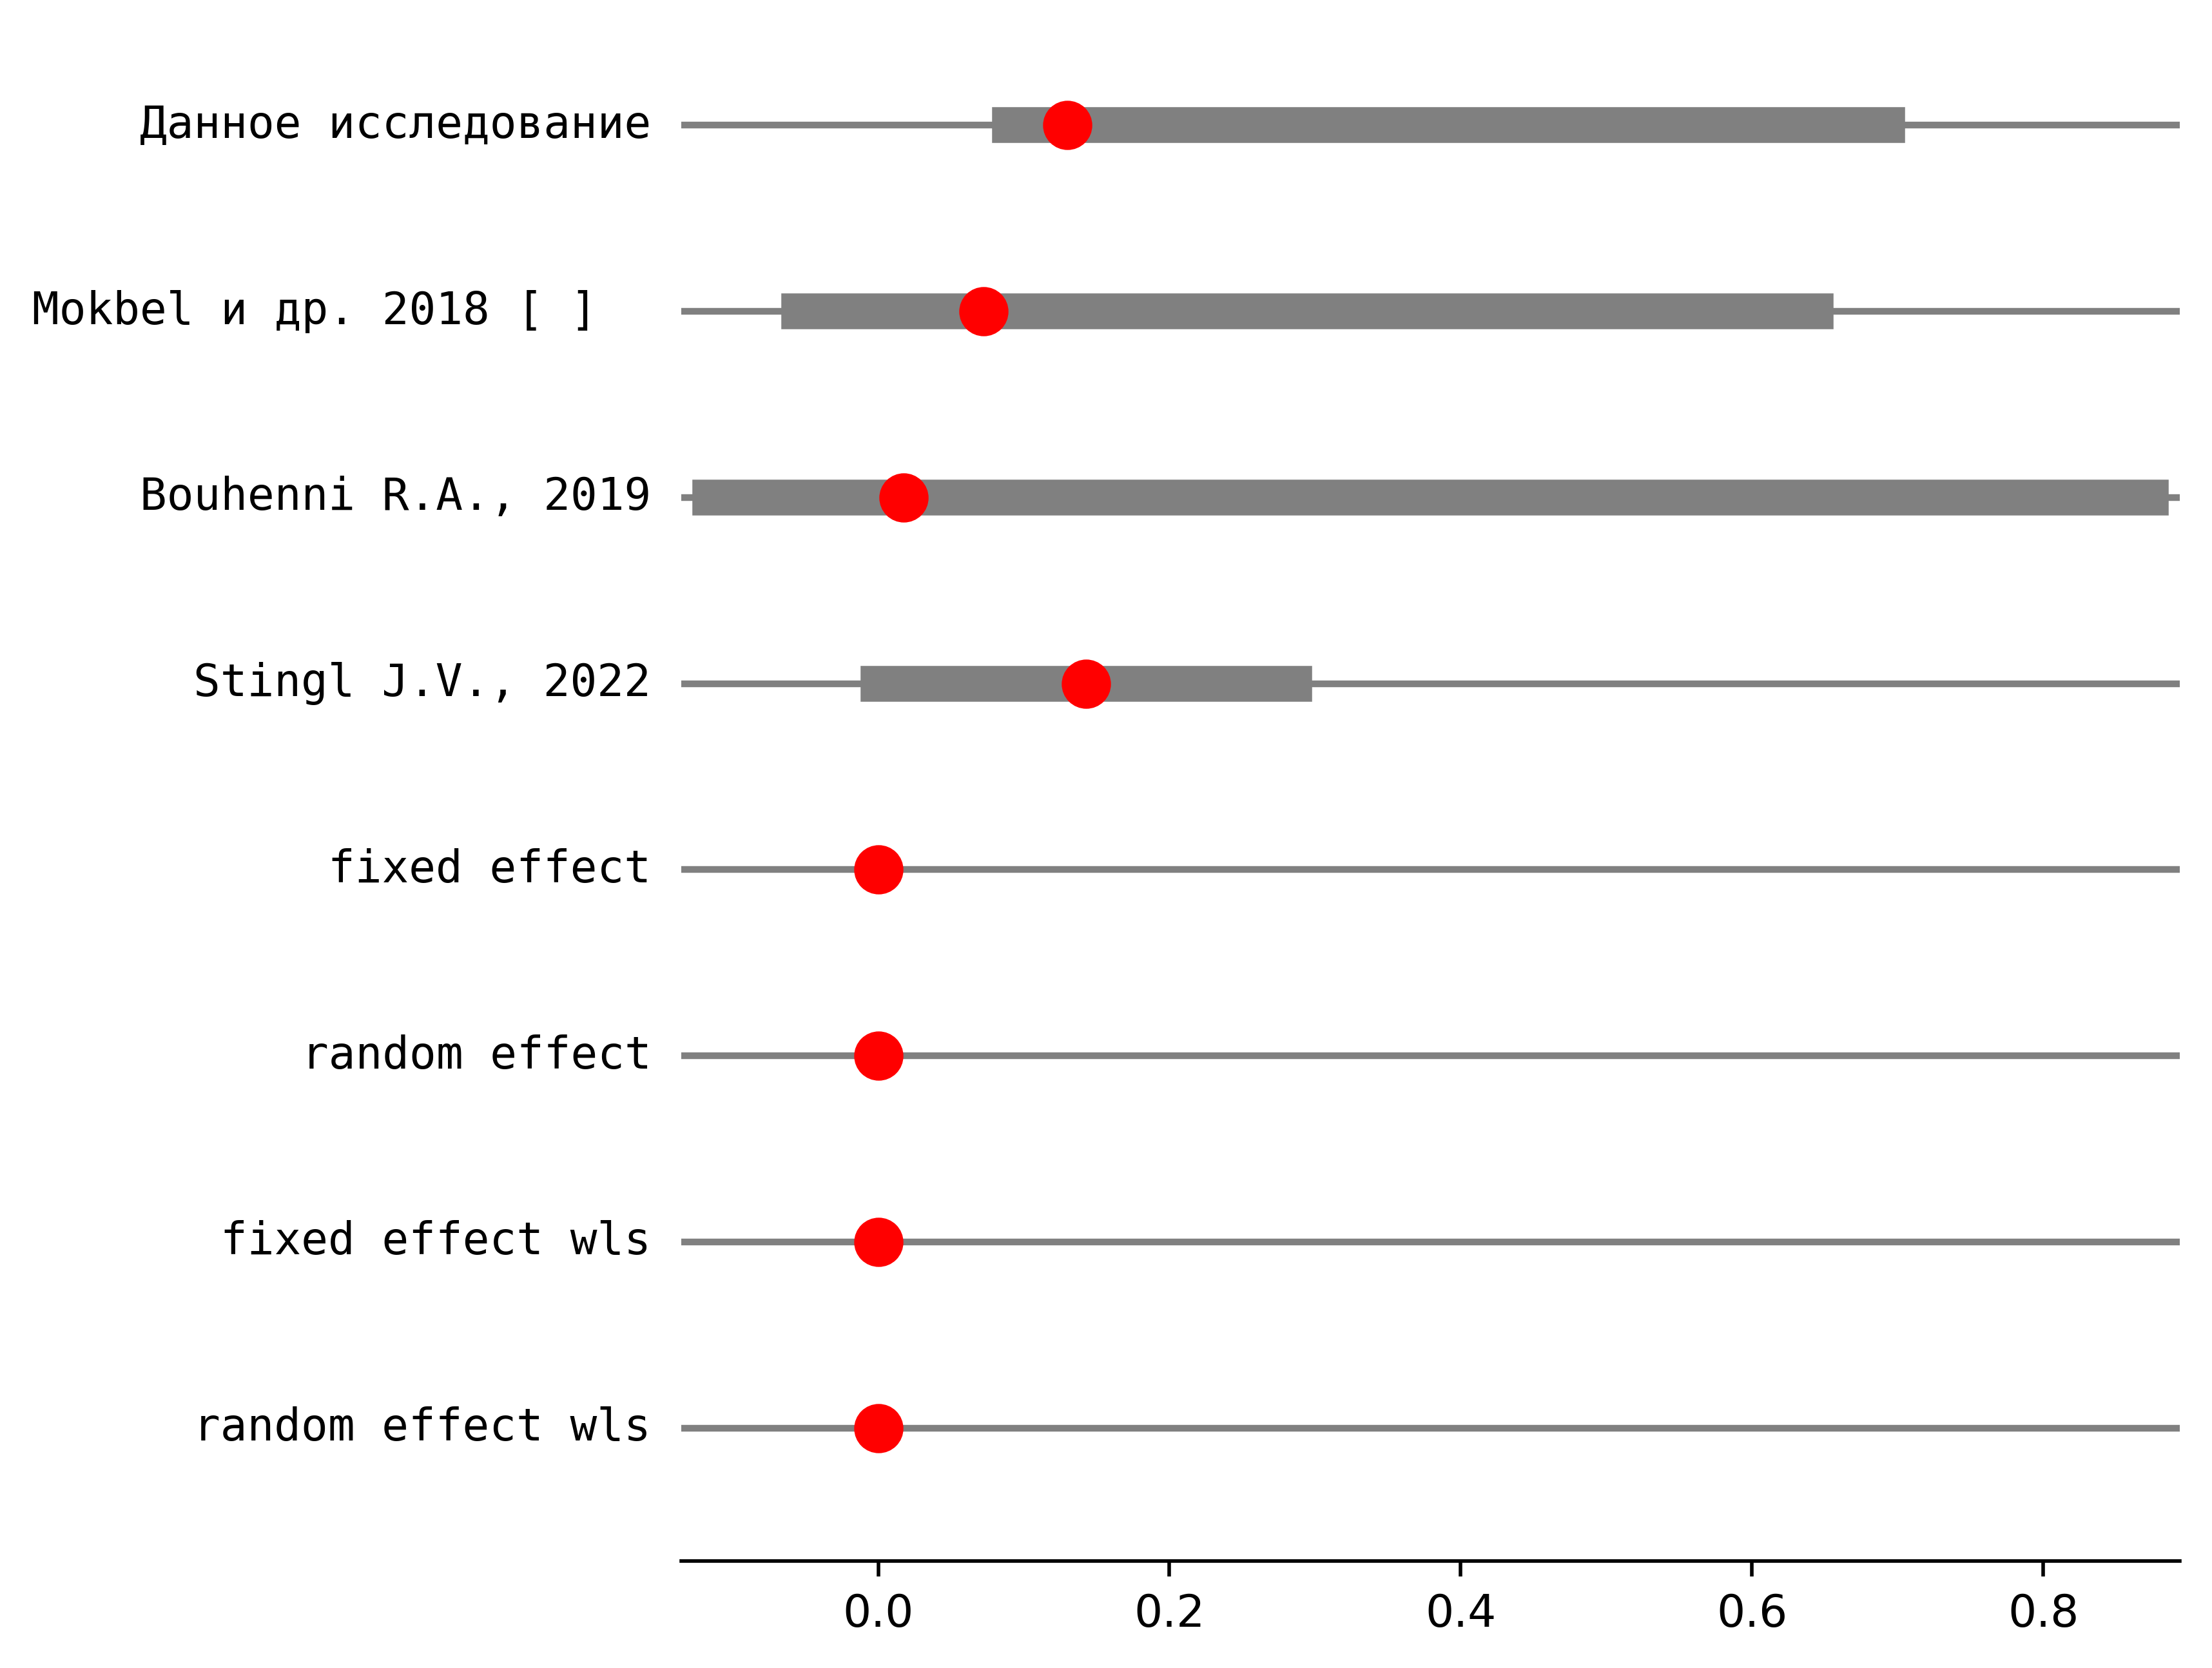 Данное исследование
Mokbel и др. 2018 [ ]
Bouhenni R.A., 2019
Stingl J.V., 2022
fixed effect
random effect
fixed effect wls
random effect wls
0.0 0.2 0.4 0.6 0.8